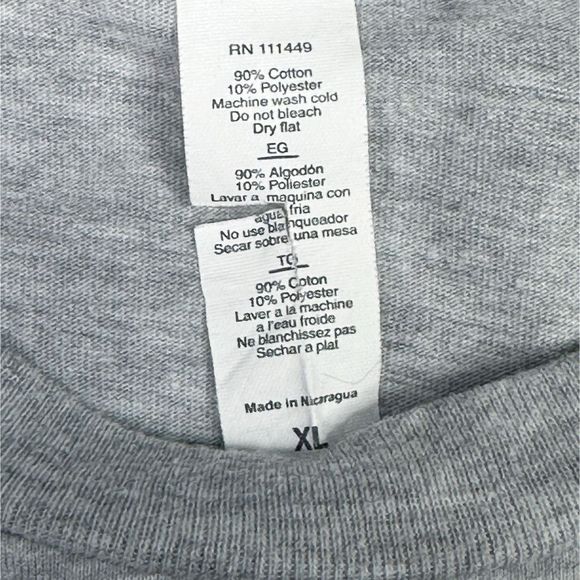 RN 111449
90% Cotton
10% Polyester
Machine wash cold
Do not bleach
Dry flat
EG
90% Algodón
10% Poliester
Lavar a maquina con
agua fria
No use blanqueador
Secar sobre una mesa
TG
90% Coton
10% Polyester
Laver a la machine
a l'eau froide
Ne blanchissez pas
Sechar a plat
Made in Nicaragua
XL